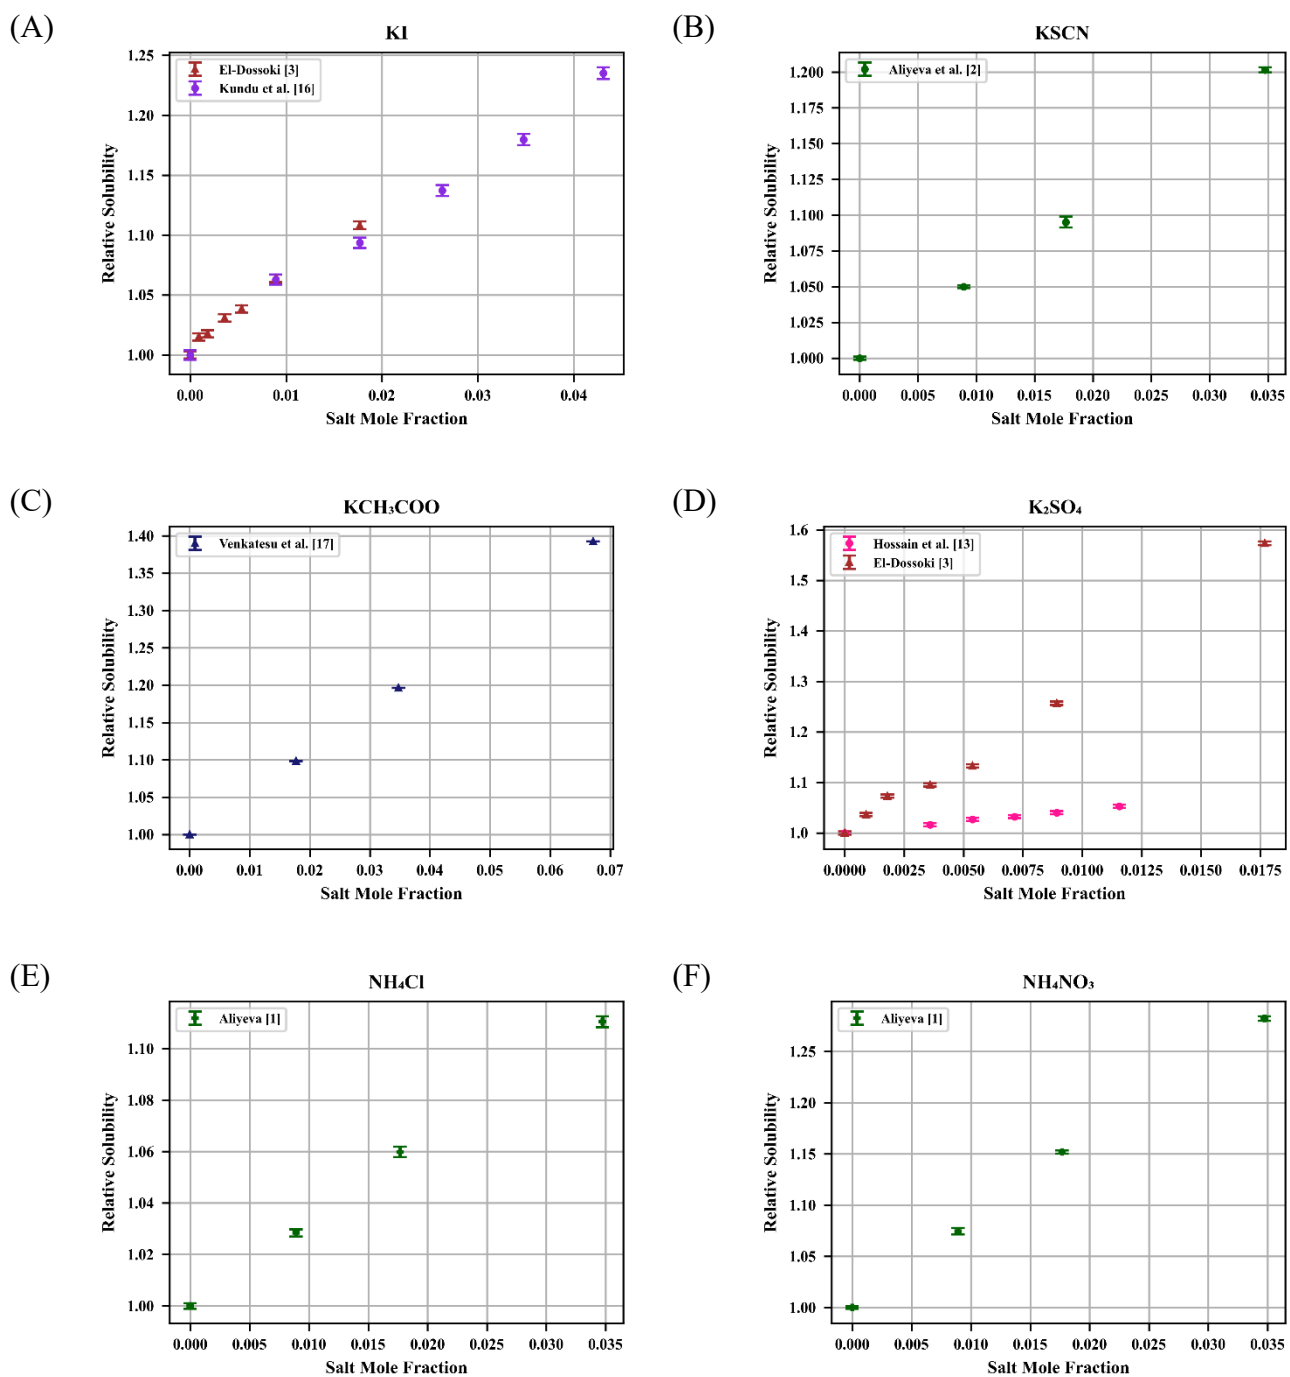 (A)
KI
El-Dossoki [3]
Kundu et al. [16]
Relative Solubility
1.25
1.20
1.15
1.10
1.05
1.00
0.00 0.01 0.02 0.03 0.04
Salt Mole Fraction
(B)
KSCN
Aliyeva et al. [2]
Relative Solubility
1.200
1.175
1.150
1.125
1.100
1.075
1.050
1.025
1.000
0.000 0.005 0.010 0.015 0.020 0.025 0.030 0.035
Salt Mole Fraction
(C)
KCH₃COO
Venkatesu et al. [17]
Relative Solubility
1.40
1.35
1.30
1.25
1.20
1.15
1.10
1.05
1.00
0.00 0.01 0.02 0.03 0.04 0.05 0.06 0.07
Salt Mole Fraction
(D)
K₂SO₄
Hossain et al. [13]
El-Dossoki [3]
Relative Solubility
1.6
1.5
1.4
1.3
1.2
1.1
1.0
0.0000 0.0025 0.0050 0.0075 0.0100 0.0125 0.0150 0.0175
Salt Mole Fraction
(E)
NH₄Cl
Aliyeva [1]
Relative Solubility
1.10
1.08
1.06
1.04
1.02
1.00
0.000 0.005 0.010 0.015 0.020 0.025 0.030 0.035
Salt Mole Fraction
(F)
NH₄NO₃
Aliyeva [1]
Relative Solubility
1.25
1.20
1.15
1.10
1.05
1.00
0.000 0.005 0.010 0.015 0.020 0.025 0.030 0.035
Salt Mole Fraction